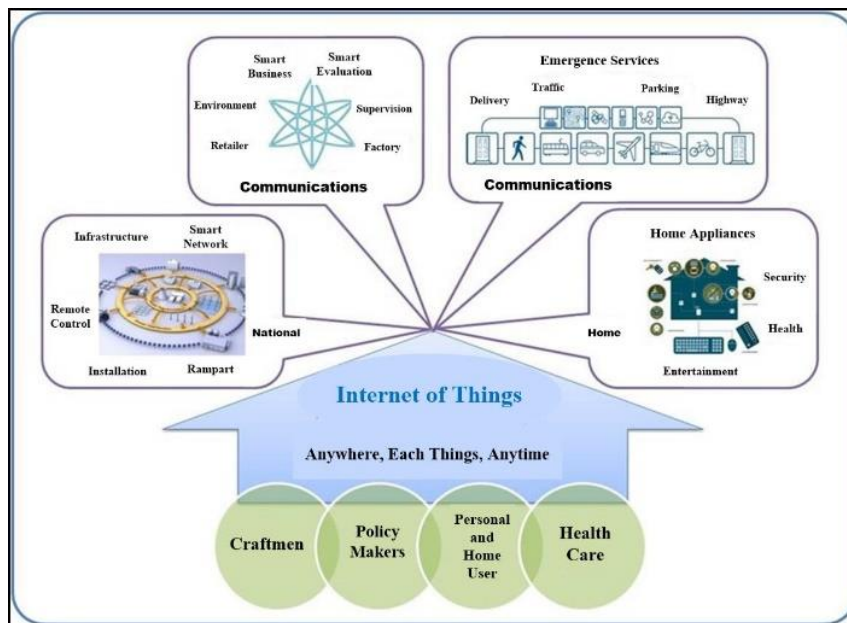 Smart
Business
Smart
Evaluation
Environment
Supervision
Retailer
Factory
Communications
Emergence Services
Traffic
Parking
Delivery
Highway
Communications
Infrastructure
Smart
Network
Remote
Control
National
Installation
Rampart
Home Appliances
Security
Home
Health
Entertainment
Internet of Things
Anywhere, Each Things, Anytime
Craftmen
Policy
Makers
Personal
and
Home
User
Health
Care